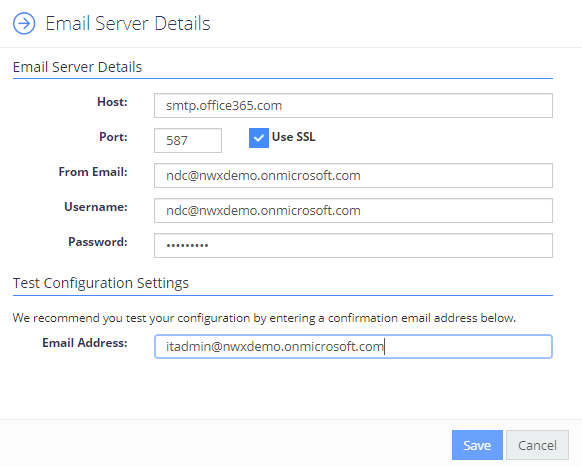 Email Server Details
Email Server Details
Host: smtp.office365.com
Port: 587 Use SSL
From Email: ndc@nwxdemo.onmicrosoft.com
Username: ndc@nwxdemo.onmicrosoft.com
Password: •••••••••
Test Configuration Settings
We recommend you test your configuration by entering a confirmation email address below.
Email Address: itadmin@nwxdemo.onmicrosoft.com
Save Cancel